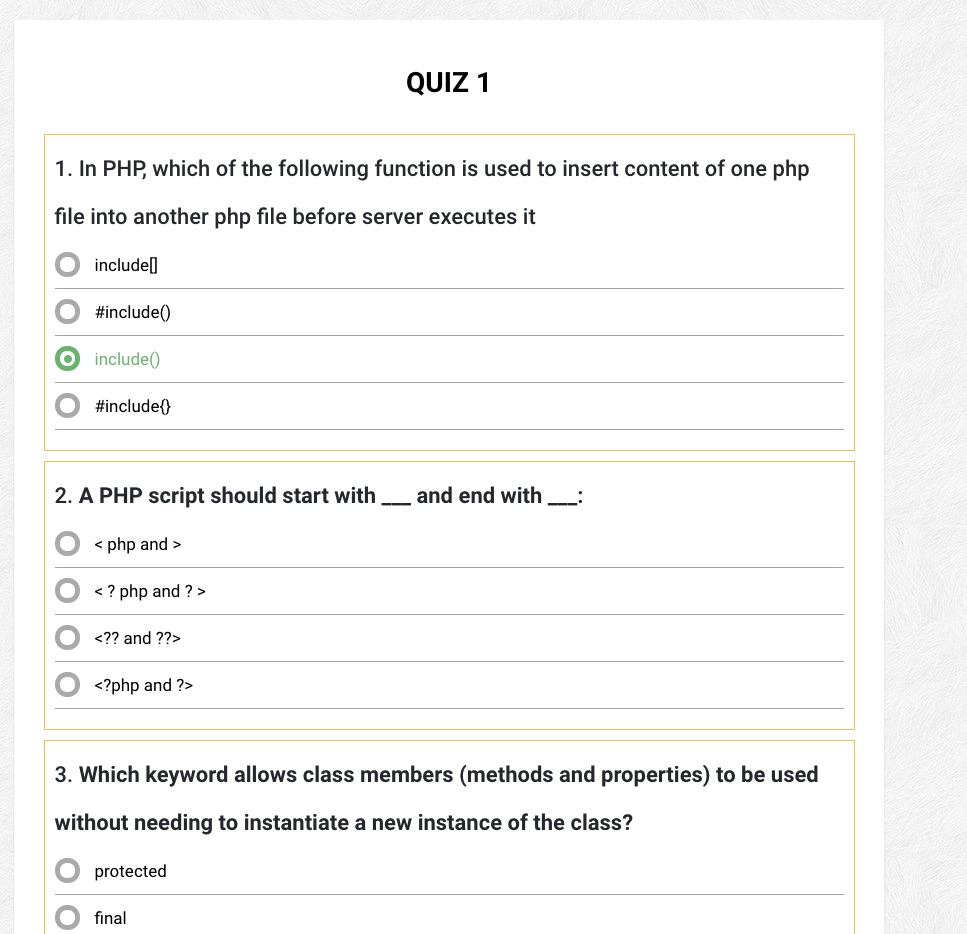 QUIZ 1
1. In PHP, which of the following function is used to insert content of one php
file into another php file before server executes it
include[]
#include()
include()
#include{}
2. A PHP script should start with ___ and end with ___:
< php and >
< ? php and ? >
<?? and ??>
<?php and ?>
3. Which keyword allows class members (methods and properties) to be used
without needing to instantiate a new instance of the class?
protected
final